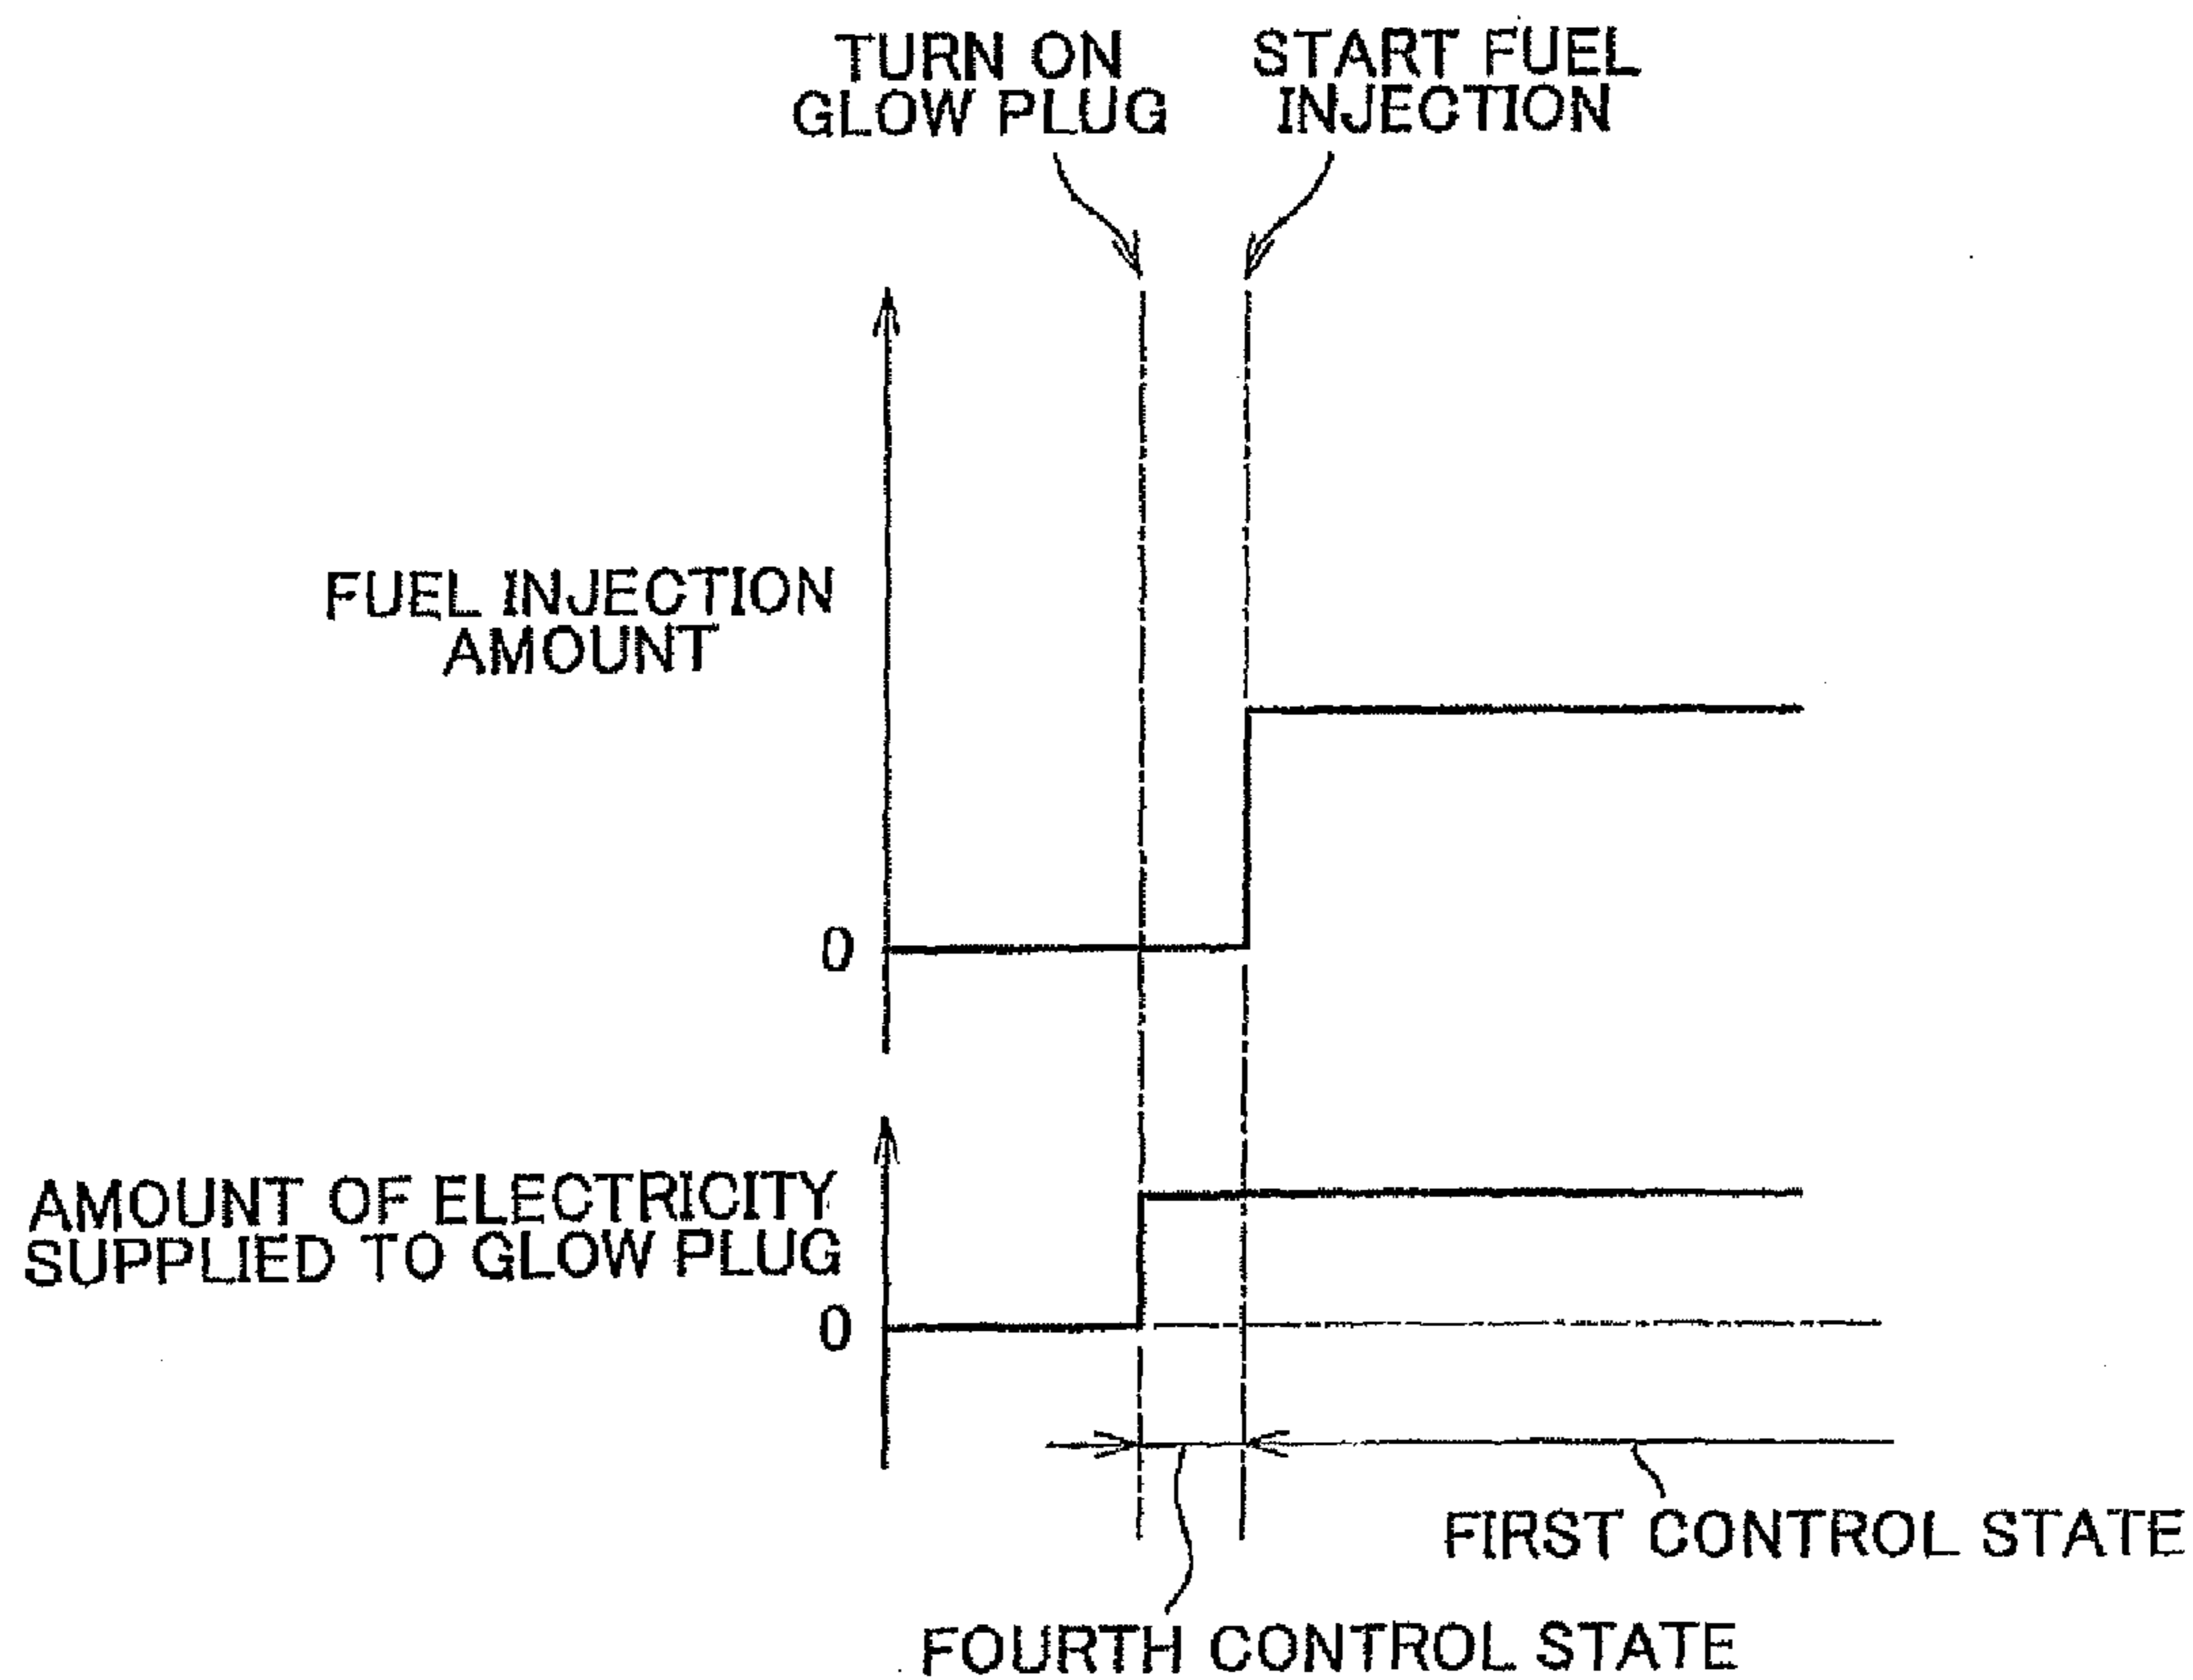 TURN ON
GLOW PLUG
START FUEL
INJECTION
FUEL INJECTION
AMOUNT
0
AMOUNT OF ELECTRICITY
SUPPLIED TO GLOW PLUG
0
FIRST CONTROL STATE
FOURTH CONTROL STATE